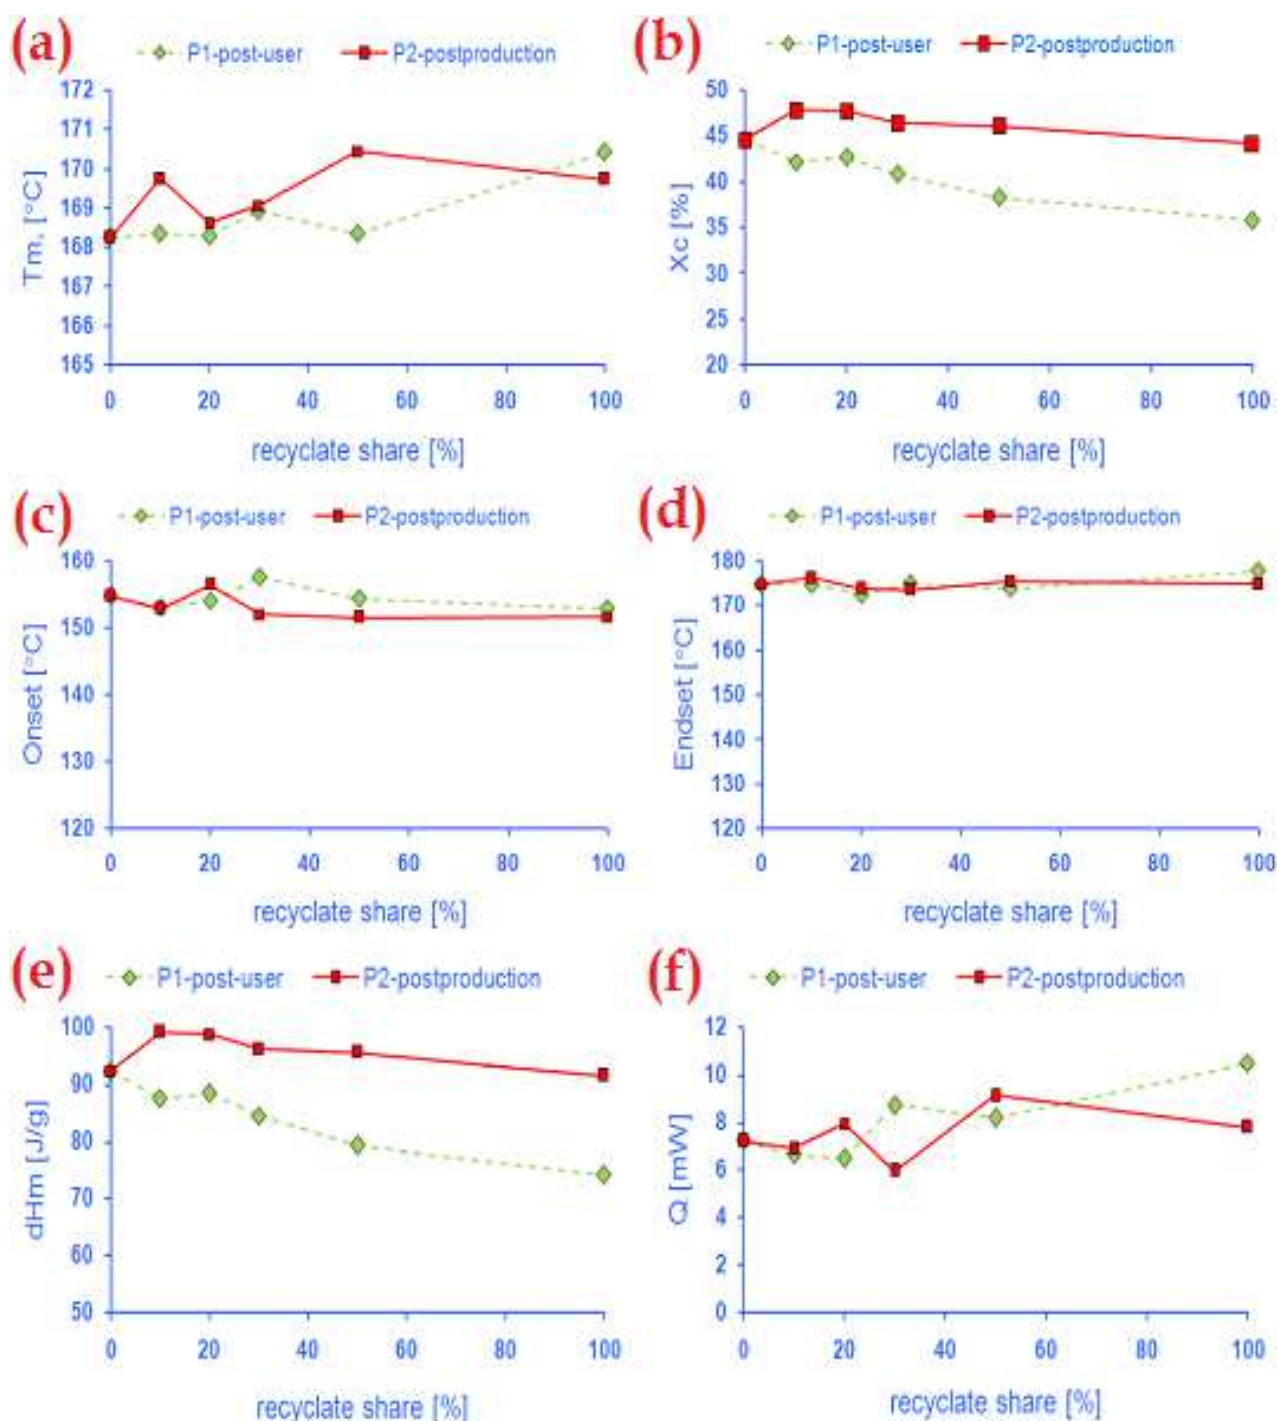 (a) P1-post-user P2-postproduction
172
171
170
169
168
167
166
165
Tm, [°C]
0 20 40 60 80 100
recyclate share [%]
(b) P1-post-user P2-postproduction
50
45
40
35
30
25
20
Xc [%]
0 20 40 60 80 100
recyclate share [%]
(c) P1-post-user P2-postproduction
160
150
140
130
120
Onset [°C]
0 20 40 60 80 100
recyclate share [%]
(d) P1-post-user P2-postproduction
180
170
160
150
140
130
120
Endset [°C]
0 20 40 60 80 100
recyclate share [%]
(e) P1-post-user P2-postproduction
100
90
80
70
60
50
dHm [J/g]
0 20 40 60 80 100
recyclate share [%]
(f) P1-post-user P2-postproduction
12
10
8
6
4
2
0
Q [mW]
0 20 40 60 80 100
recyclate share [%]